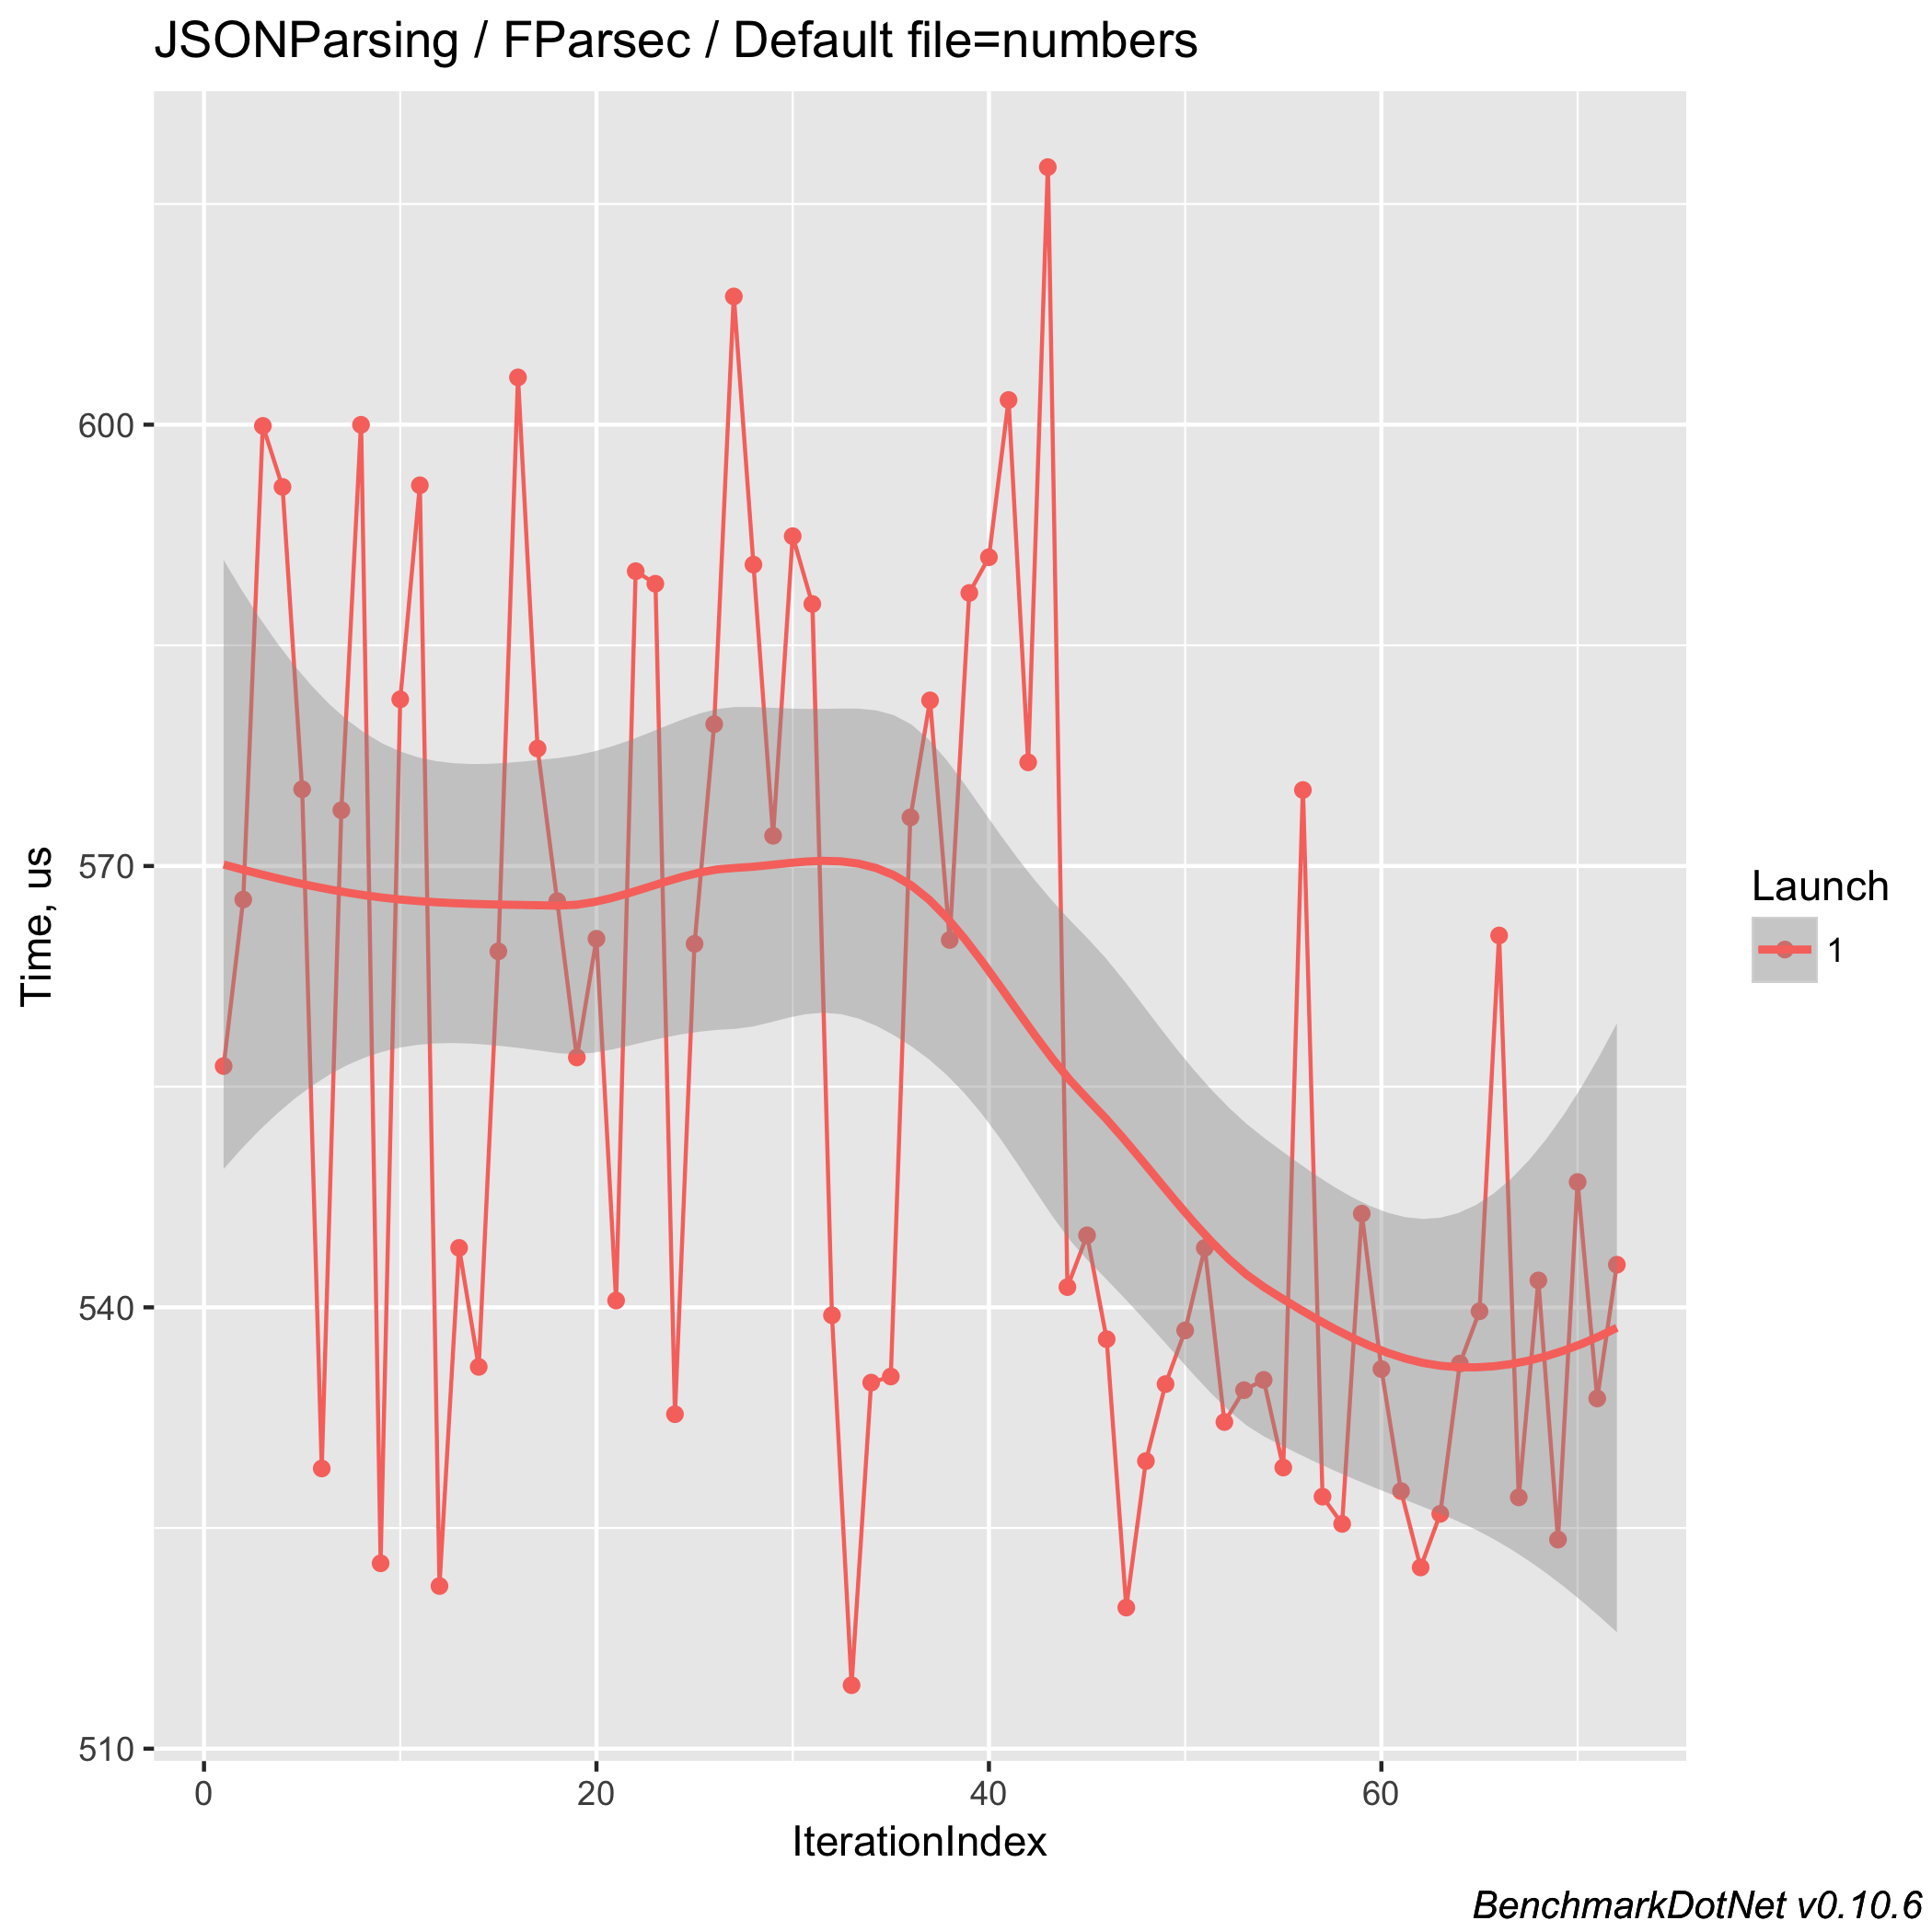 JSONParsing / FParsec / Default file=numbers
600
570
540
510
Time, us
0 20 40 60
IterationIndex
Launch
1
BenchmarkDotNet v0.10.6